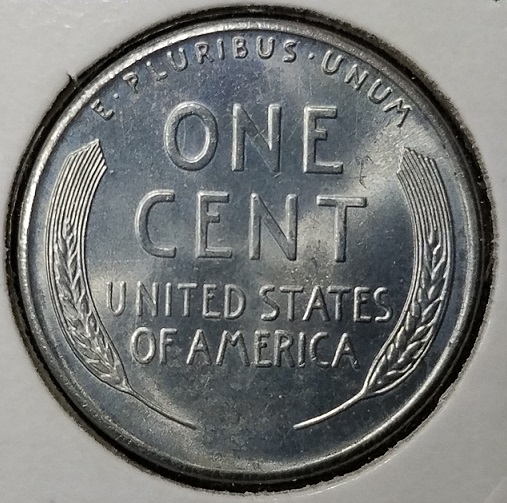 E·PLURIBUS·UNUM
ONE
CENT
UNITED STATES
OF AMERICA